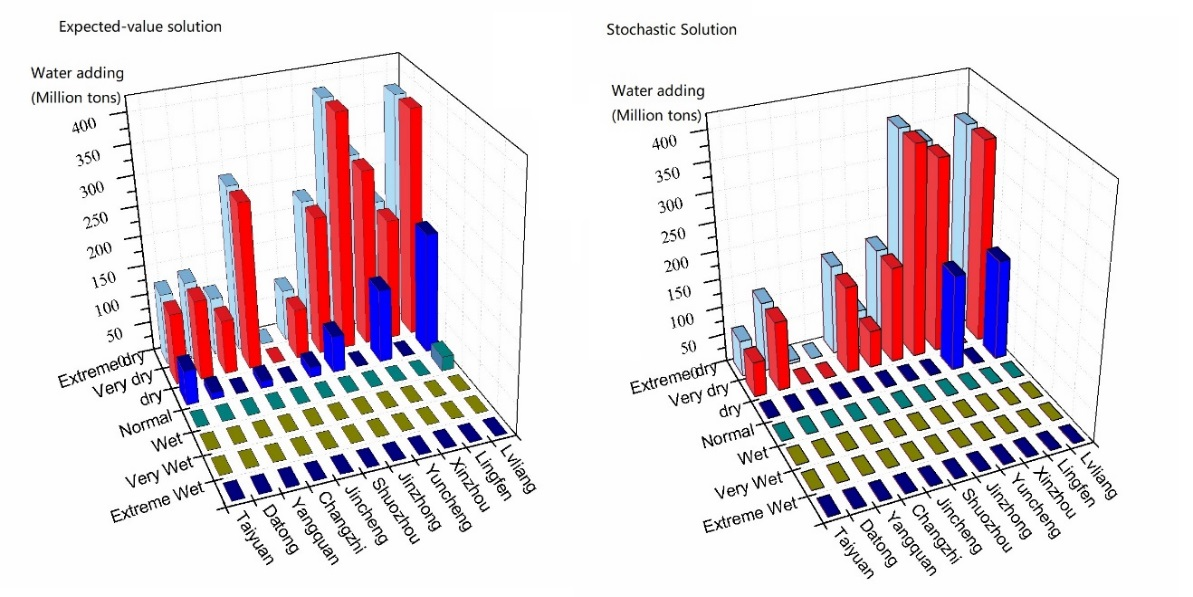 Expected-value solution
Water adding
(Million tons)
400
350
300
250
200
150
100
50
0
Extreme dry
Very dry
dry
Normal
Wet
Very Wet
Extreme Wet
Taiyuan
Datong
Yangquan
Changzhi
Jincheng
Shuozhou
Jinzhong
Yuncheng
Xinzhou
Lingfen
Lvliang
Stochastic Solution
Water adding
(Million tons)
400
350
300
250
200
150
100
50
0
Extreme dry
Very dry
dry
Normal
Wet
Very Wet
Extreme Wet
Taiyuan
Datong
Yangquan
Changzhi
Jincheng
Shuozhou
Jinzhong
Yuncheng
Xinzhou
Lingfen
Lvliang